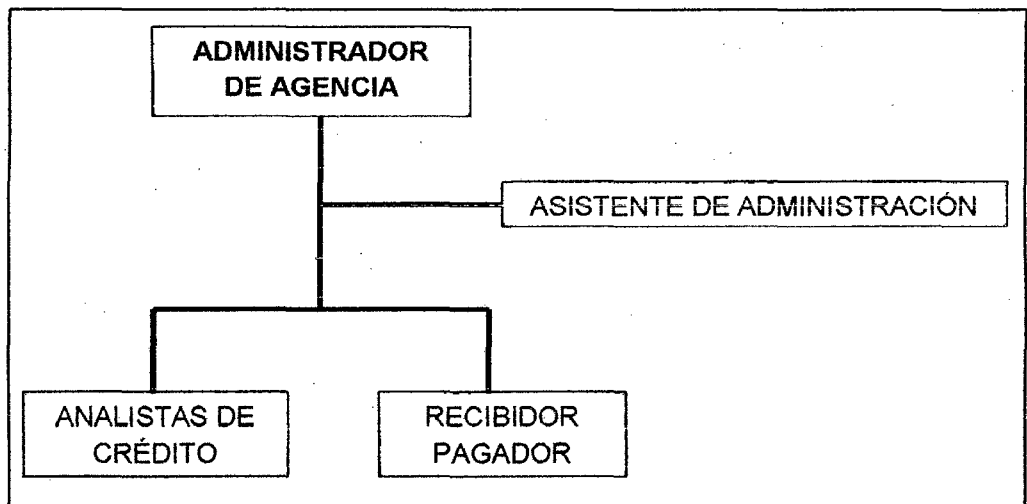 ADMINISTRADOR
DE AGENCIA
ASISTENTE DE ADMINISTRACIÓN
ANALISTAS DE
CRÉDITO
RECIBIDOR
PAGADOR